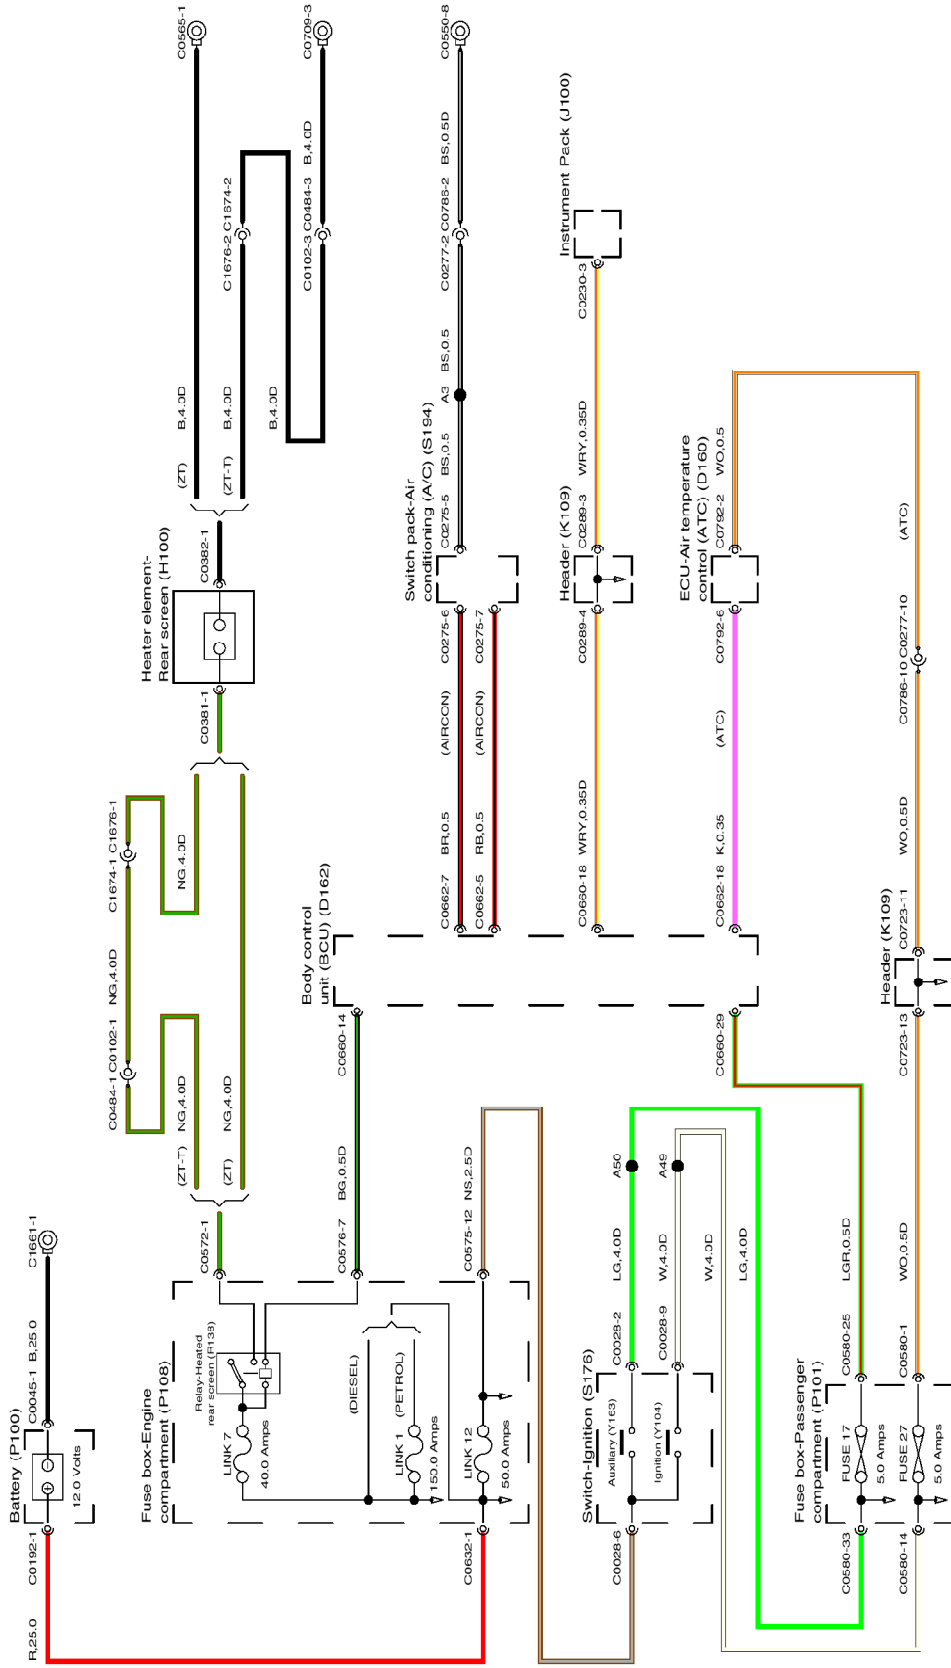 Battery (P100)
12.0 Volts
C0192-1
C0045-1
B,25.0
C1661-1
R,25.0
Fuse box-Engine
compartment (P108)
Relay-Heated
rear screen (R138)
LINK 7
40.0 Amps
(DIESEL)
(PETROL)
LINK 1
150.0 Amps
LINK 12
50.0 Amps
C0632-1
C0572-1
C0576-7
C0575-12
NS,2.5D
BG,0.5D
C0660-14
(ZT-T)
NG,4.0D
(ZT)
NG,4.0D
C0484-1
C0102-1
NG,4.0D
C1674-1
C1676-1
NG,4.0D
C0381-1
Heater element-
Rear screen (H100)
C0382-1
(ZT)
B,4.0D
C0565-1
(ZT-T)
B,4.0D
C1676-2
C1674-2
B,4.0D
C0102-3
C0484-3
B,4.0D
C0709-3
Body control
unit (BCU) (D162)
C0662-7
BR,0.5
(AIRCON)
C0275-6
C0662-5
RB,0.5
(AIRCON)
C0275-7
Switch pack-Air
conditioning (A/C) (S194)
C0275-5
BS,0.5
A3
BS,0.5
C0277-2
C0786-2
BS,0.5D
C0550-8
C0660-18
WRY,0.35D
C0289-4
Header (K109)
C0289-3
WRY,0.35D
C0230-3
Instrument Pack (J100)
C0662-18
K,0.35
(ATC)
C0792-6
ECU-Air temperature
control (ATC) (D160)
C0792-2
WO,0.5
(ATC)
C0277-10
C0786-10
WO,0.5D
C0723-11
Header (K109)
C0723-13
WO,0.5D
C0580-1
C0660-29
LGR,0.5D
C0580-25
Switch-Ignition (S176)
Auxiliary (Y163)
Ignition (Y104)
C0028-6
C0028-2
LG,4.0D
A50
C0028-9
W,4.0D
A49
W,4.0D
LG,4.0D
Fuse box-Passenger
compartment (P101)
FUSE 17
5.0 Amps
FUSE 27
5.0 Amps
C0580-33
C0580-14